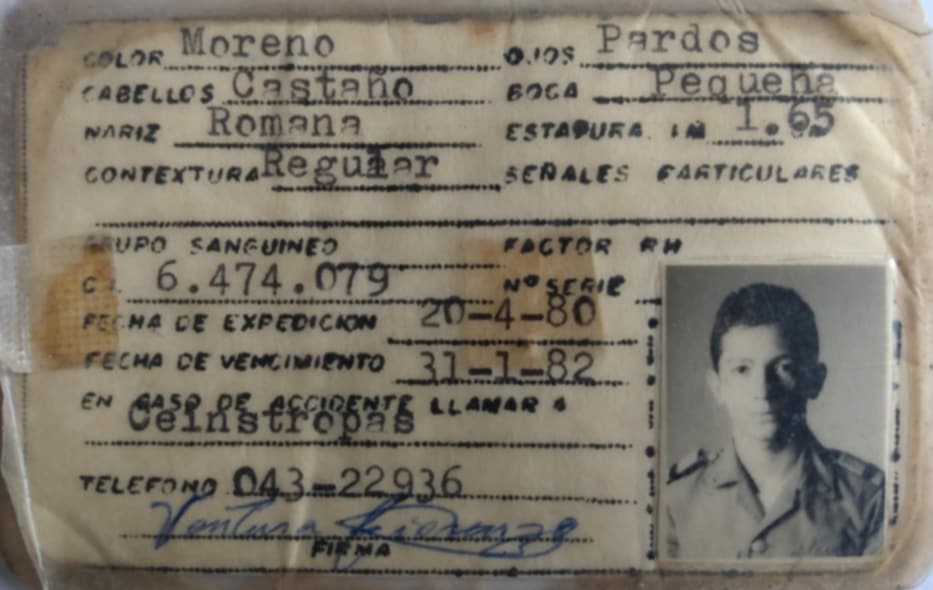 COLOR Moreno OJOS Pardos
CABELLOS Castaño BOCA Pequeña
NARIZ Romana ESTATURA 1 M 1.65
CONTEXTURA Regular SEÑALES PARTICULARES
GRUPO SANGUINEO FACTOR RH
C.I. 6.474.079 Nº SERIE
FECHA DE EXPEDICION 20-4-80
FECHA DE VENCIMIENTO 31-1-82
EN CASO DE ACCIDENTE LLAMAR A
Ceinstropas
TELEFONO 043-22936
Ventura
FIRMA